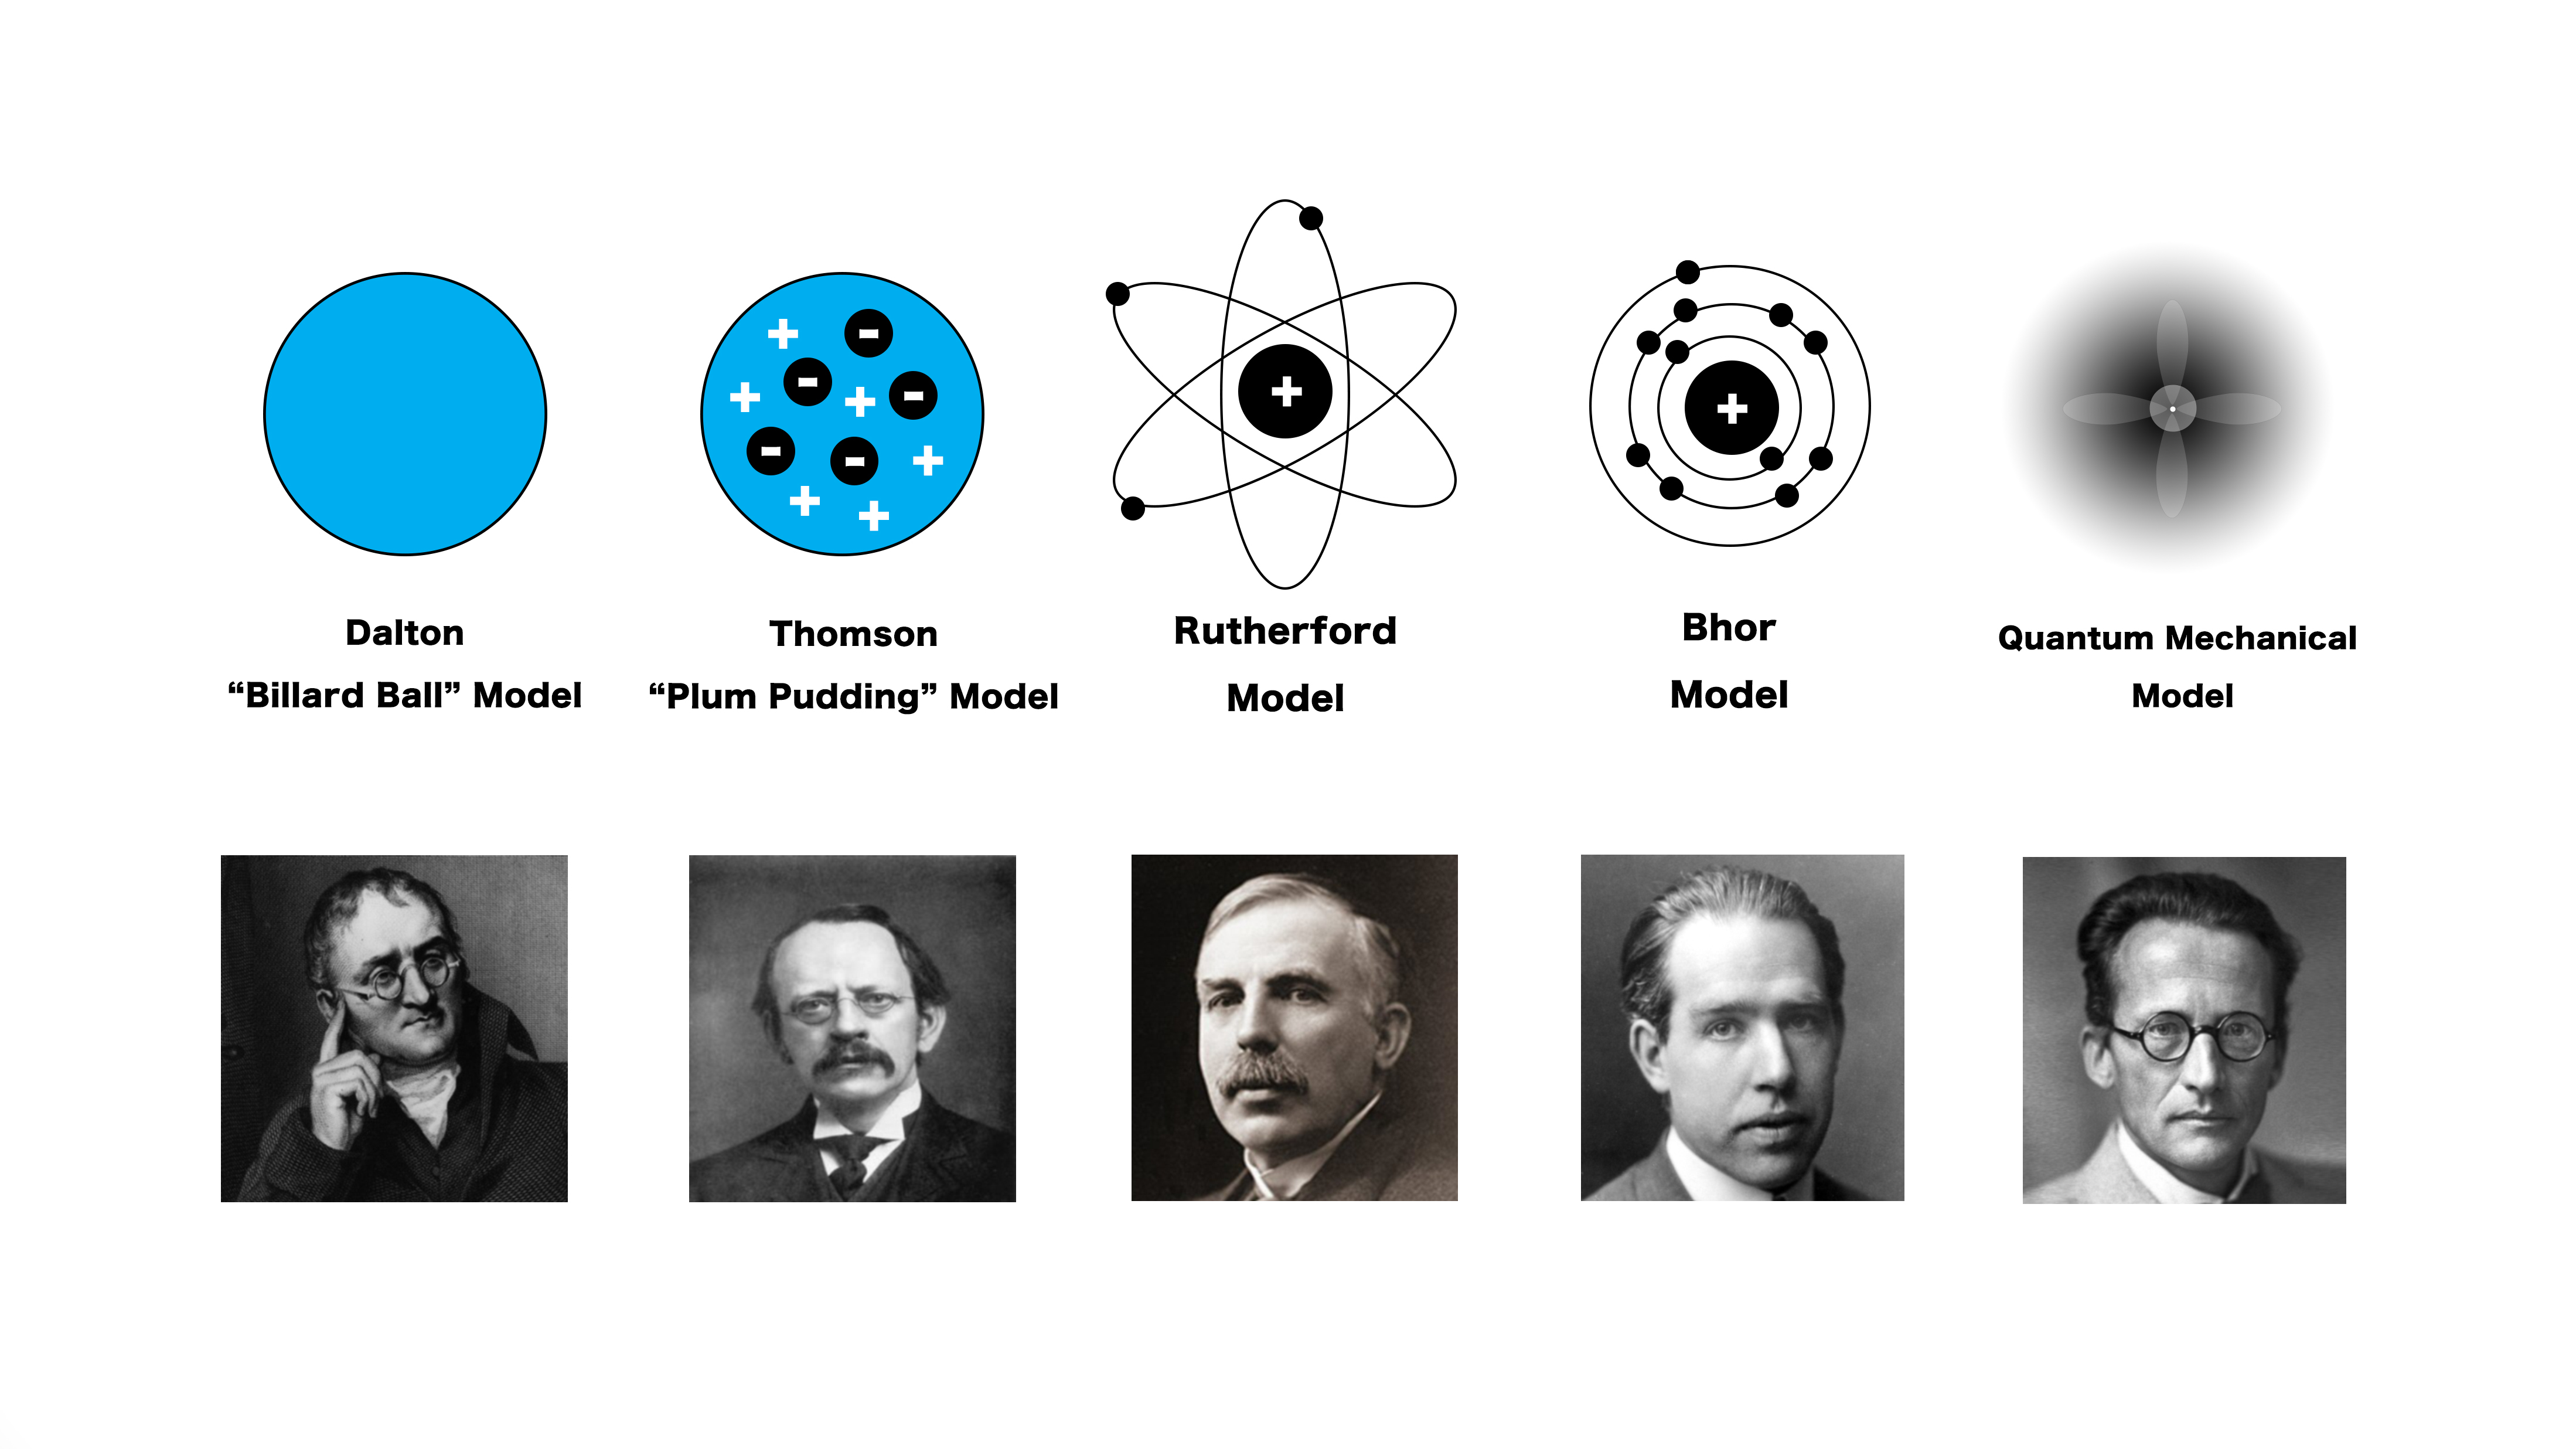 Dalton
“Billard Ball” Model
Thomson
“Plum Pudding” Model
Rutherford
Model
Bhor
Model
Quantum Mechanical
Model